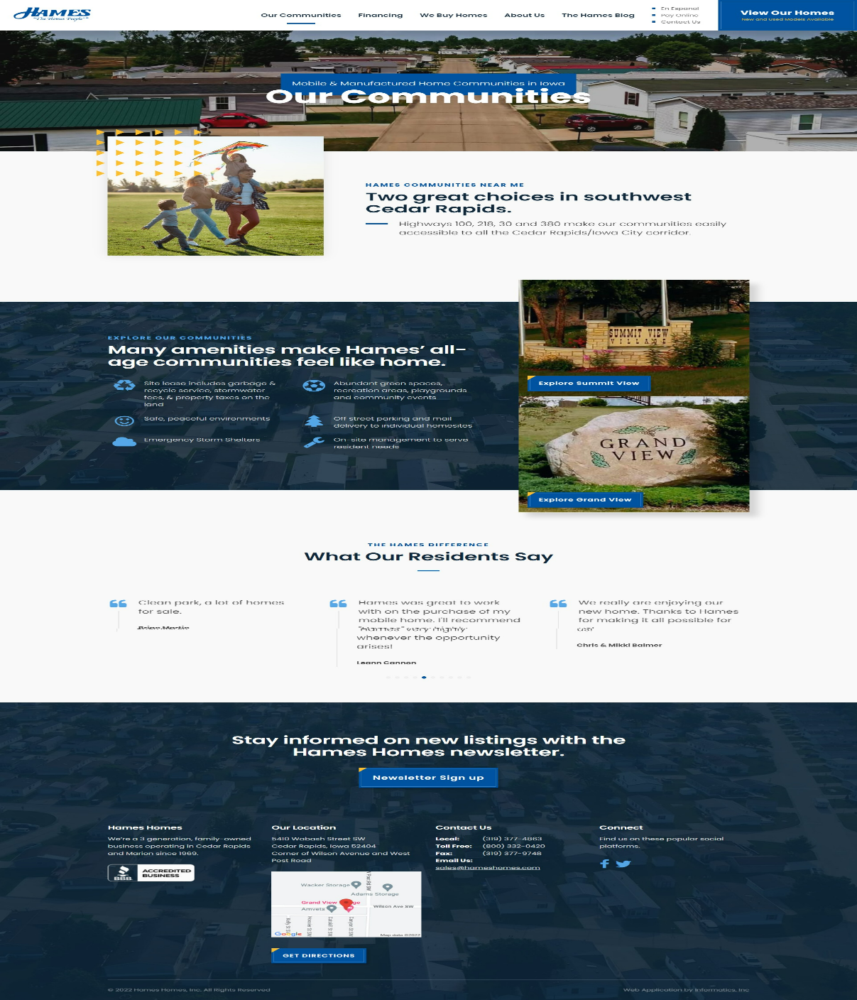 HAMES
"The Homes People"
Our Communities
Financing
We Buy Homes
About Us
The Hames Blog
En Espanol
Pay Online
Contact Us
View Our Homes
New and Used Models Available
Mobile & Manufactured Home Communities in Iowa
Our Communities
HAMES COMMUNITIES NEAR ME
Two great choices in southwest
Cedar Rapids.
Highways 100, 218, 30 and 380 make our communities easily
accessible to all the Cedar Rapids/Iowa City corridor.
EXPLORE OUR COMMUNITIES
Many amenities make Hames’ all-
age communities feel like home.
Site lease includes garbage &
recycle service, stormwater
fees, & property taxes on the
land
Abundant green spaces,
recreation areas, playgrounds
and community events
Safe, peaceful environments
Off street parking and mail
delivery to individual homesites
Emergency Storm Shelters
On-site management to serve
resident needs
SUMMIT VIEW
VILLAGE
Explore Summit View
GRAND
VIEW
Explore Grand View
THE HAMES DIFFERENCE
What Our Residents Say
Clean park, a lot of homes
for sale.
Brian Martin
Hames was great to work
with on the purchase of my
mobile home. I'll recommend
"Hames" very highly
whenever the opportunity
arises!
Leann Cannon
We really are enjoying our
new home. Thanks to Hames
for making it all possible for
us!
Chris & Mikki Balmer
Stay informed on new listings with the
Hames Homes newsletter.
Newsletter Sign up
Hames Homes
We're a 3 generation, family-owned
business operating in Cedar Rapids
and Marion since 1969.
BBB
ACCREDITED
BUSINESS
Our Location
5410 Wabash Street SW
Cedar Rapids, Iowa 52404
Corner of Wilson Avenue and West
Post Road
Wacker Storage
Adams Storage
Grand View
Amvets
Wilson Ave SW
Google
Map data ©2022
GET DIRECTIONS
Contact Us
Local: (319) 377-4863
Toll Free: (800) 332-0420
Fax: (319) 377-9748
Email Us:
sales@hameshomes.com
Connect
Find us on these popular social
platforms.
© 2022 Hames Homes, Inc. All Rights Reserved
Web Application by Informatics, Inc